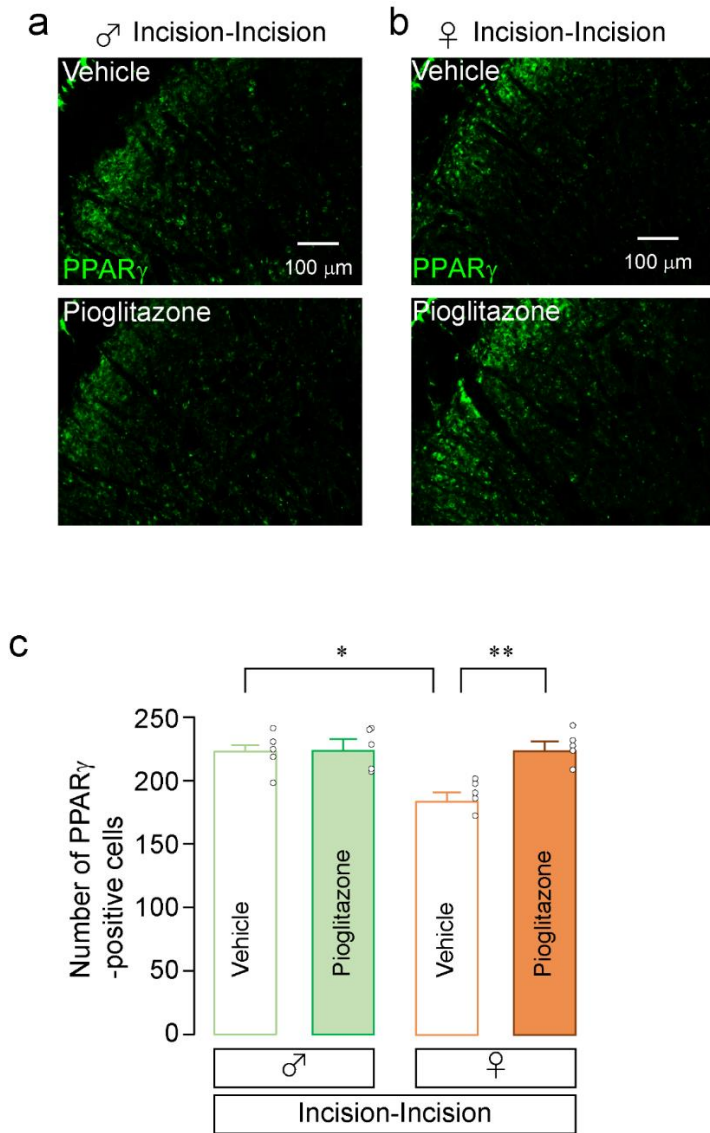 a
♂ Incision-Incision
Vehicle
PPARγ
100 μm
Pioglitazone
b
♀ Incision-Incision
Vehicle
PPARγ
100 μm
Pioglitazone
c
*
**
Number of PPARγ
-positive cells
250
200
150
100
50
0
Vehicle
Pioglitazone
Vehicle
Pioglitazone
♂
♀
Incision-Incision